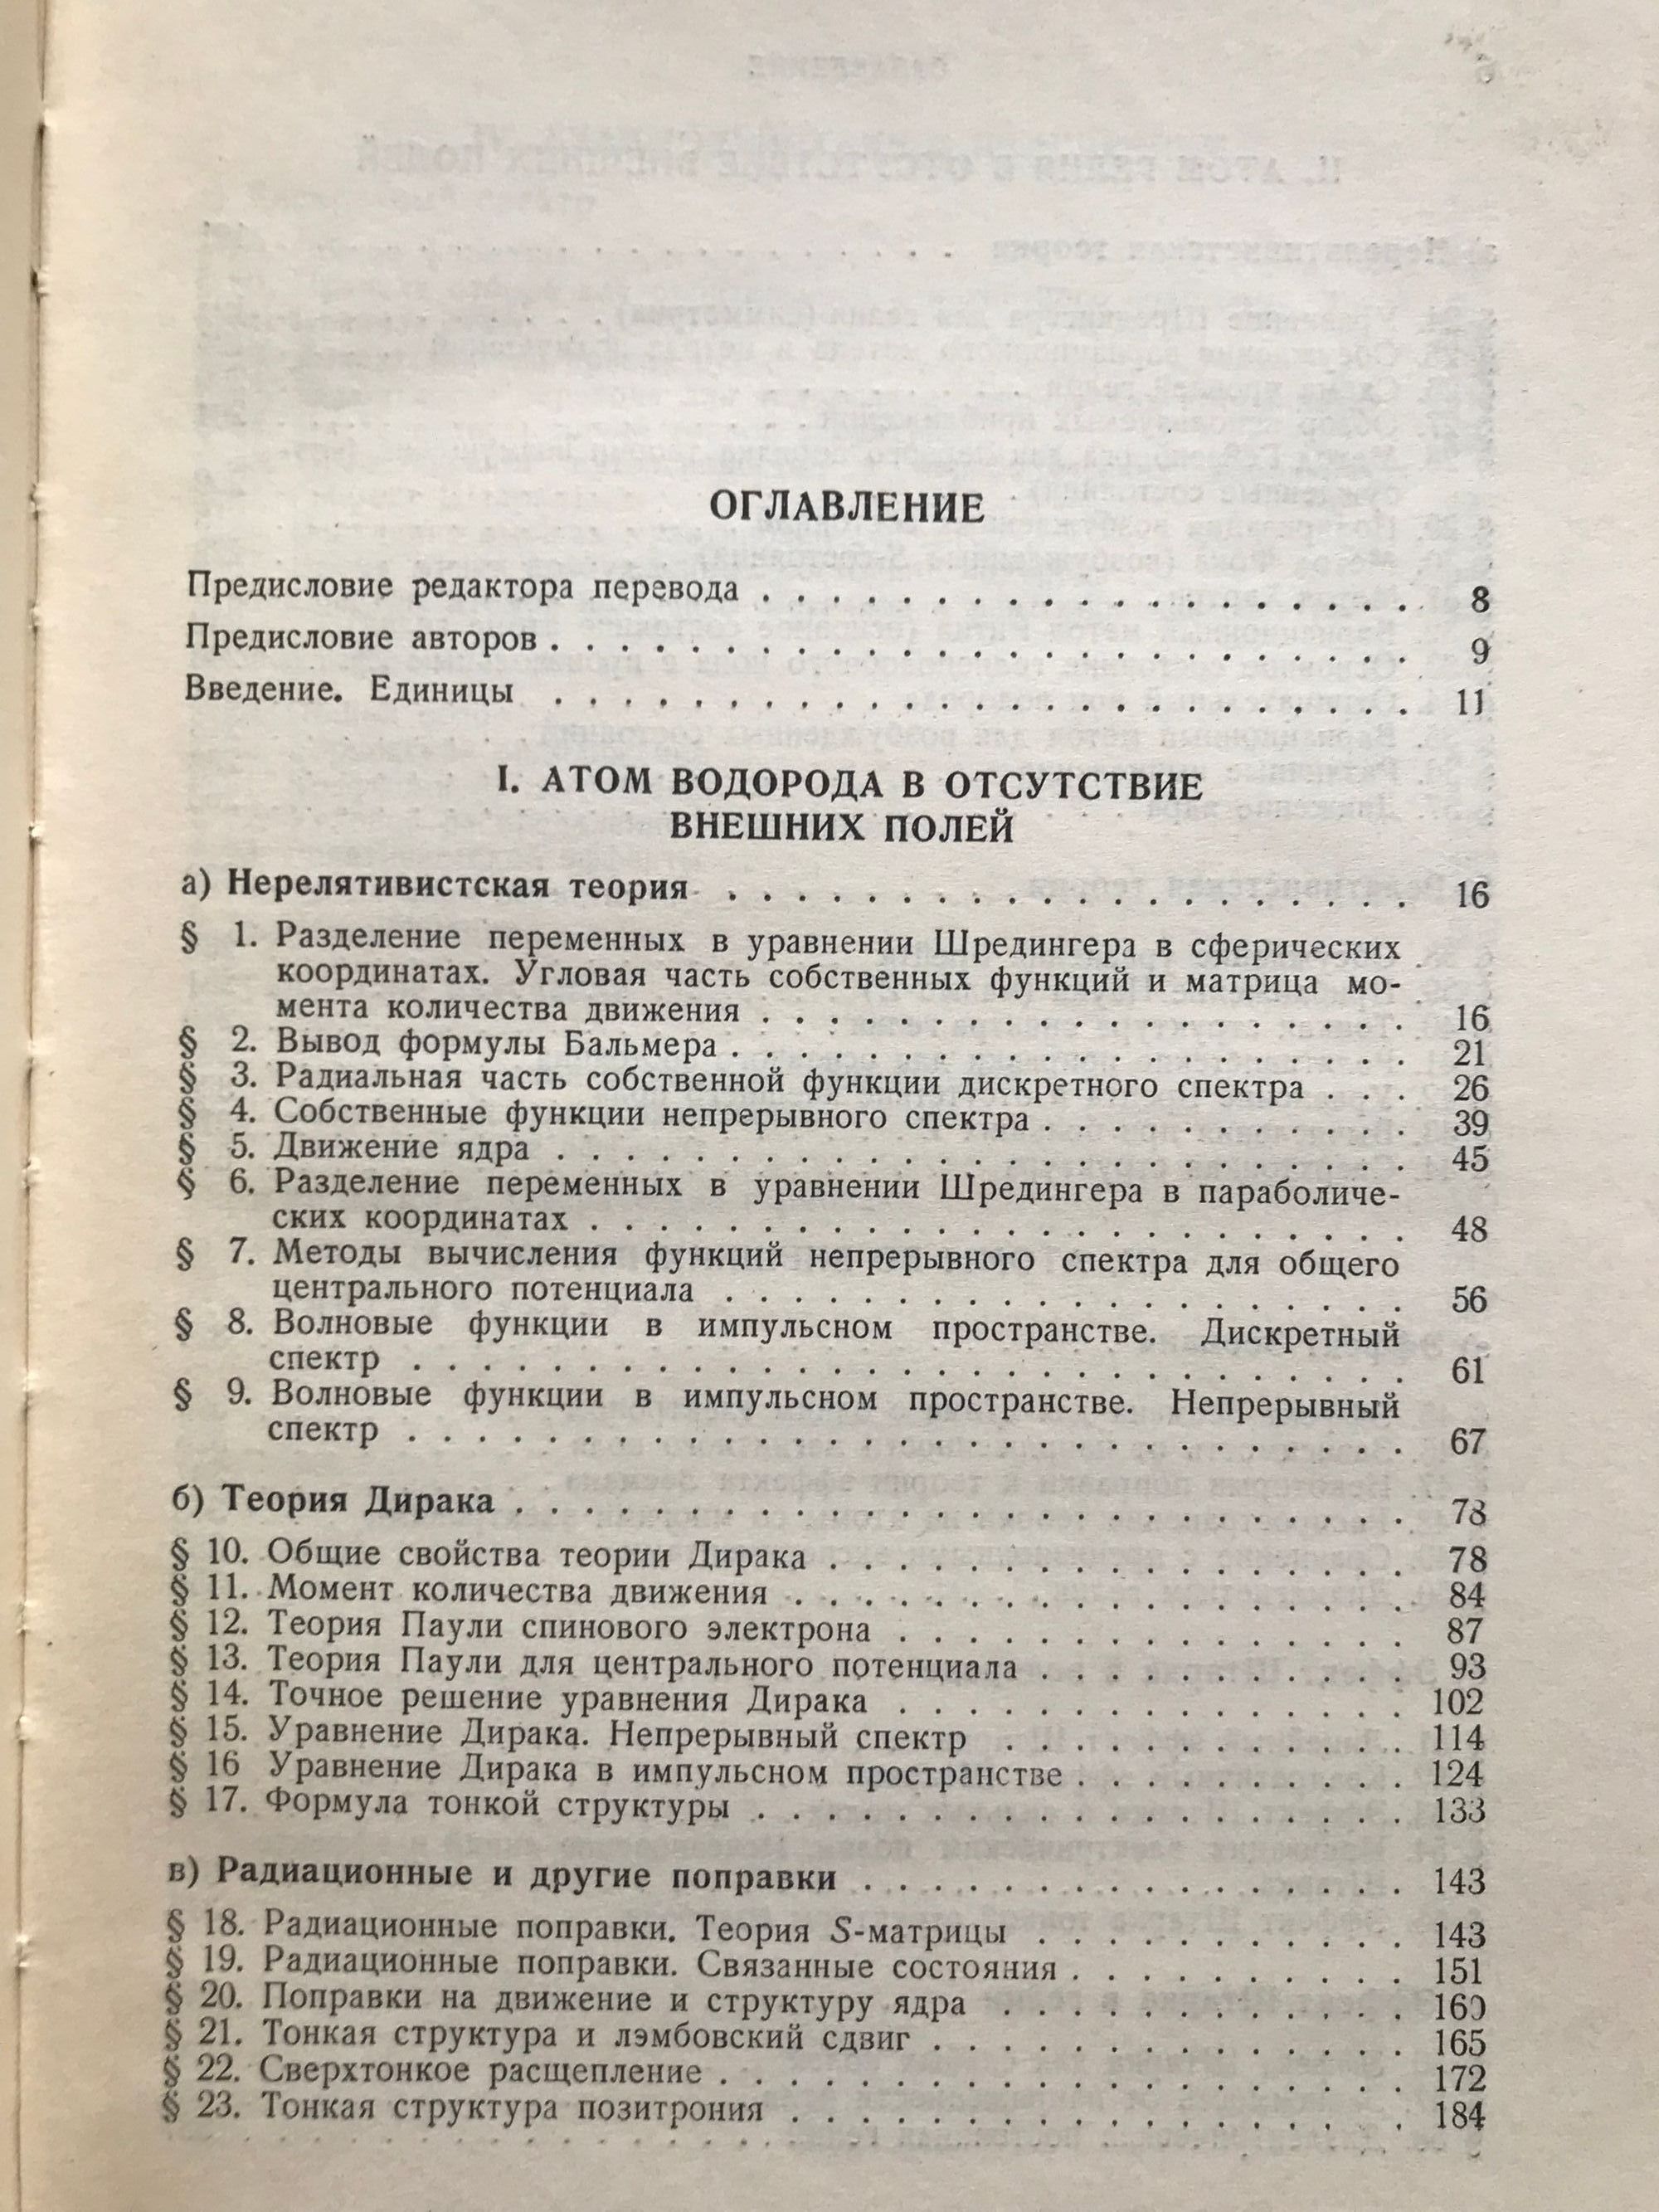 ОГЛАВЛЕНИЕ
Предисловие редактора перевода . . . . . . . . . . . . . . . . . . . 8
Предисловие авторов . . . . . . . . . . . . . . . . . . . . . . . . . 9
Введение. Единицы . . . . . . . . . . . . . . . . . . . . . . . . . 11
I. АТОМ ВОДОРОДА В ОТСУТСТВИЕ
ВНЕШНИХ ПОЛЕЙ
а) Нерелятивистская теория . . . . . . . . . . . . . . . . . . . . 16
§ 1. Разделение переменных в уравнении Шредингера в сферических
координатах. Угловая часть собственных функций и матрица мо-
мента количества движения . . . . . . . . . . . . . . . . . . . 16
§ 2. Вывод формулы Бальмера . . . . . . . . . . . . . . . . . . . . 21
§ 3. Радиальная часть собственной функции дискретного спектра . . . 26
§ 4. Собственные функции непрерывного спектра . . . . . . . . . . . 39
§ 5. Движение ядра . . . . . . . . . . . . . . . . . . . . . . . . . 45
§ 6. Разделение переменных в уравнении Шредингера в параболиче-
ских координатах . . . . . . . . . . . . . . . . . . . . . . . . 48
§ 7. Методы вычисления функций непрерывного спектра для общего
центрального потенциала . . . . . . . . . . . . . . . . . . . . 56
§ 8. Волновые функции в импульсном пространстве. Дискретный
спектр . . . . . . . . . . . . . . . . . . . . . . . . . . . . . 61
§ 9. Волновые функции в импульсном пространстве. Непрерывный
спектр . . . . . . . . . . . . . . . . . . . . . . . . . . . . . 67
б) Теория Дирака . . . . . . . . . . . . . . . . . . . . . . . . . . 78
§ 10. Общие свойства теории Дирака . . . . . . . . . . . . . . . . . 78
§ 11. Момент количества движения . . . . . . . . . . . . . . . . . . 84
§ 12. Теория Паули спинового электрона . . . . . . . . . . . . . . . 87
§ 13. Теория Паули для центрального потенциала . . . . . . . . . . . 93
§ 14. Точное решение уравнения Дирака . . . . . . . . . . . . . . . 102
§ 15. Уравнение Дирака. Непрерывный спектр . . . . . . . . . . . . 114
§ 16 Уравнение Дирака в импульсном пространстве . . . . . . . . . . 124
§ 17. Формула тонкой структуры . . . . . . . . . . . . . . . . . . . 133
в) Радиационные и другие поправки . . . . . . . . . . . . . . . . 143
§ 18. Радиационные поправки. Теория S-матрицы . . . . . . . . . . . 143
§ 19. Радиационные поправки. Связанные состояния . . . . . . . . . . 151
§ 20. Поправки на движение и структуру ядра . . . . . . . . . . . . 160
§ 21. Тонкая структура и лэмбовский сдвиг . . . . . . . . . . . . . . 165
§ 22. Сверхтонкое расщепление . . . . . . . . . . . . . . . . . . . . 172
§ 23. Тонкая структура позитрония . . . . . . . . . . . . . . . . . . 184